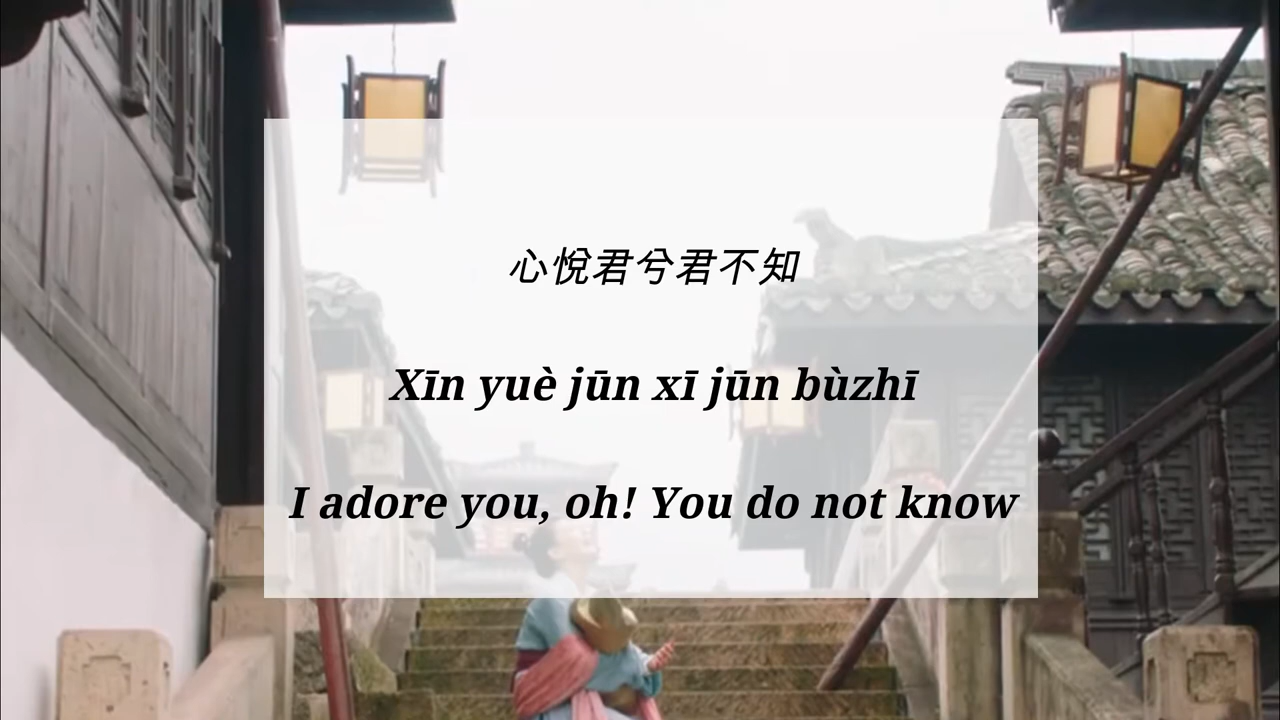 心悅君兮君不知
Xīn yuè jūn xī jūn bùzhī
I adore you, oh! You do not know